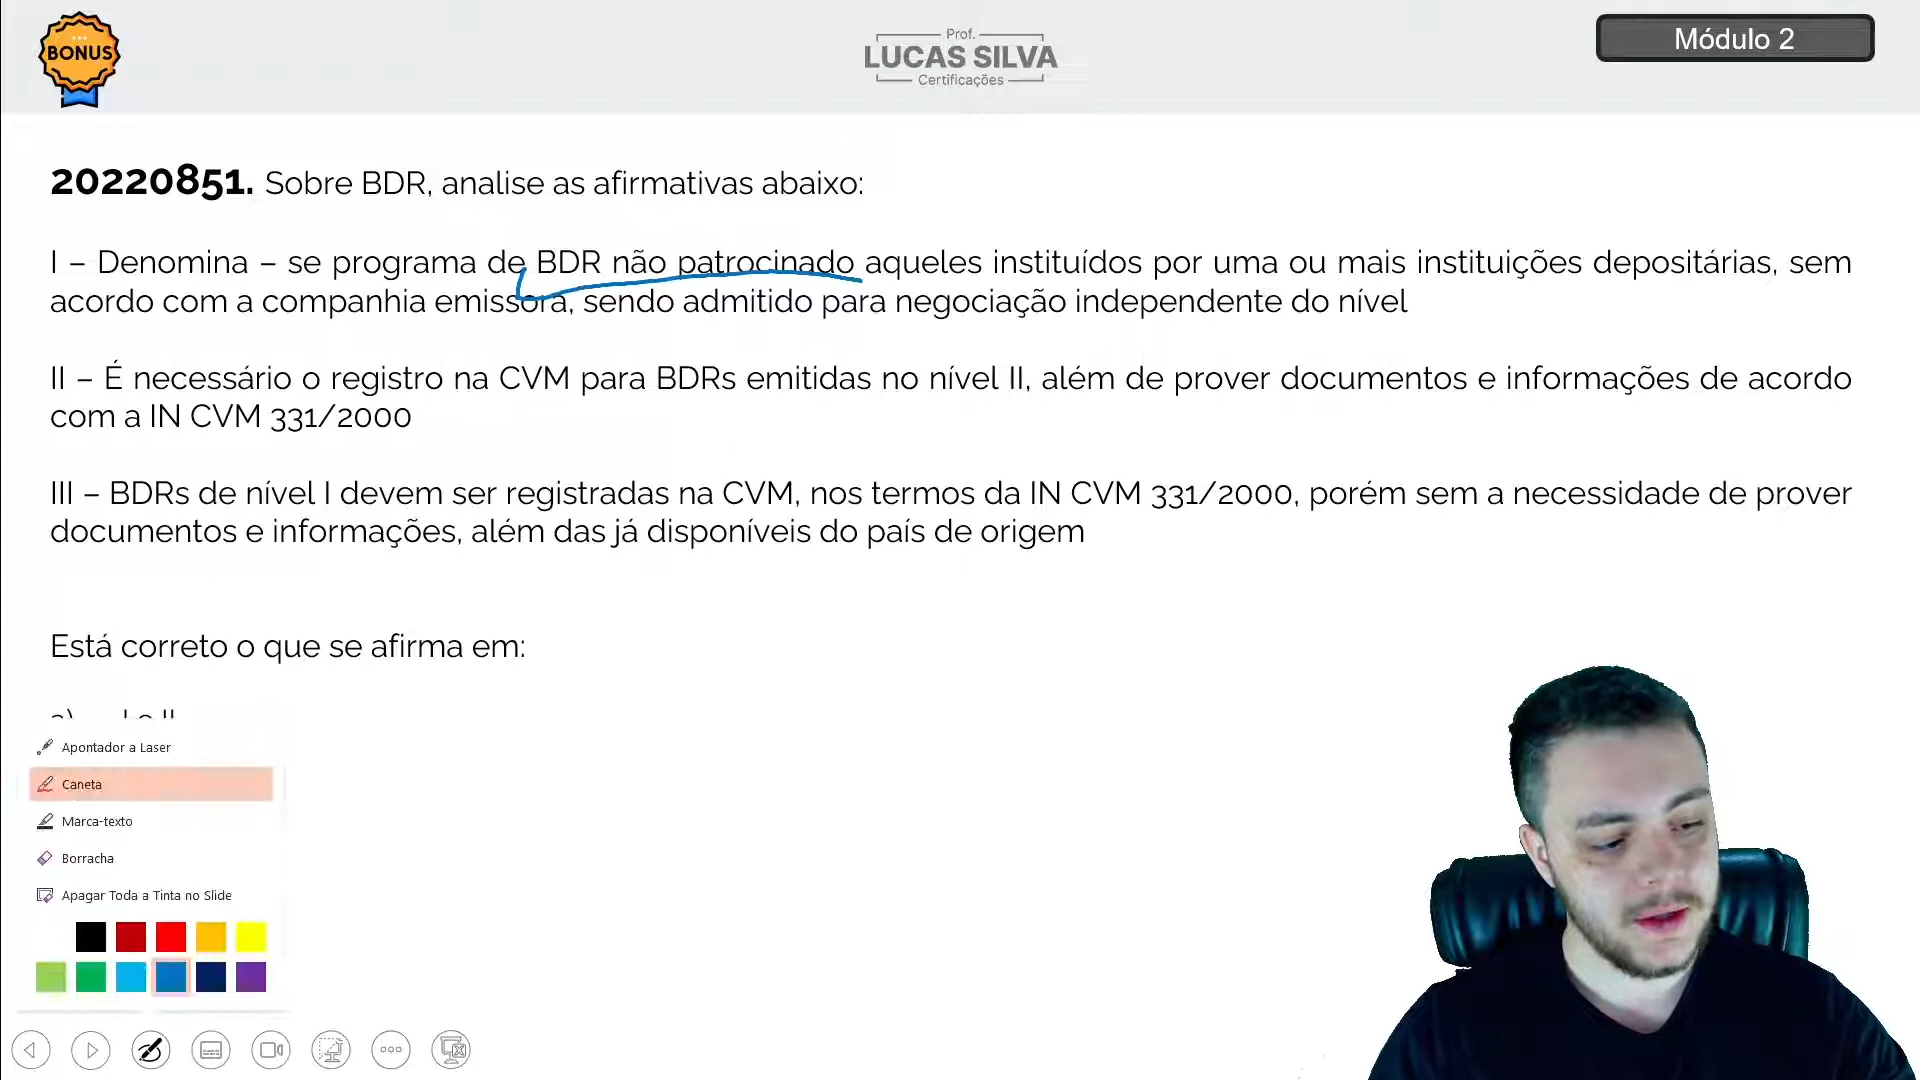 BONUS
Prof.
LUCAS SILVA
Certificações
Módulo 2
20220851. Sobre BDR, analise as afirmativas abaixo:
I – Denomina – se programa de BDR não patrocinado aqueles instituídos por uma ou mais instituições depositárias, sem
acordo com a companhia emissora, sendo admitido para negociação independente do nível
II – É necessário o registro na CVM para BDRs emitidas no nível II, além de prover documentos e informações de acordo
com a IN CVM 331/2000
III – BDRs de nível I devem ser registradas na CVM, nos termos da IN CVM 331/2000, porém sem a necessidade de prover
documentos e informações, além das já disponíveis do país de origem
Está correto o que se afirma em:
a) I e II
Apontador a Laser
Caneta
Marca-texto
Borracha
Apagar Toda a Tinta no Slide